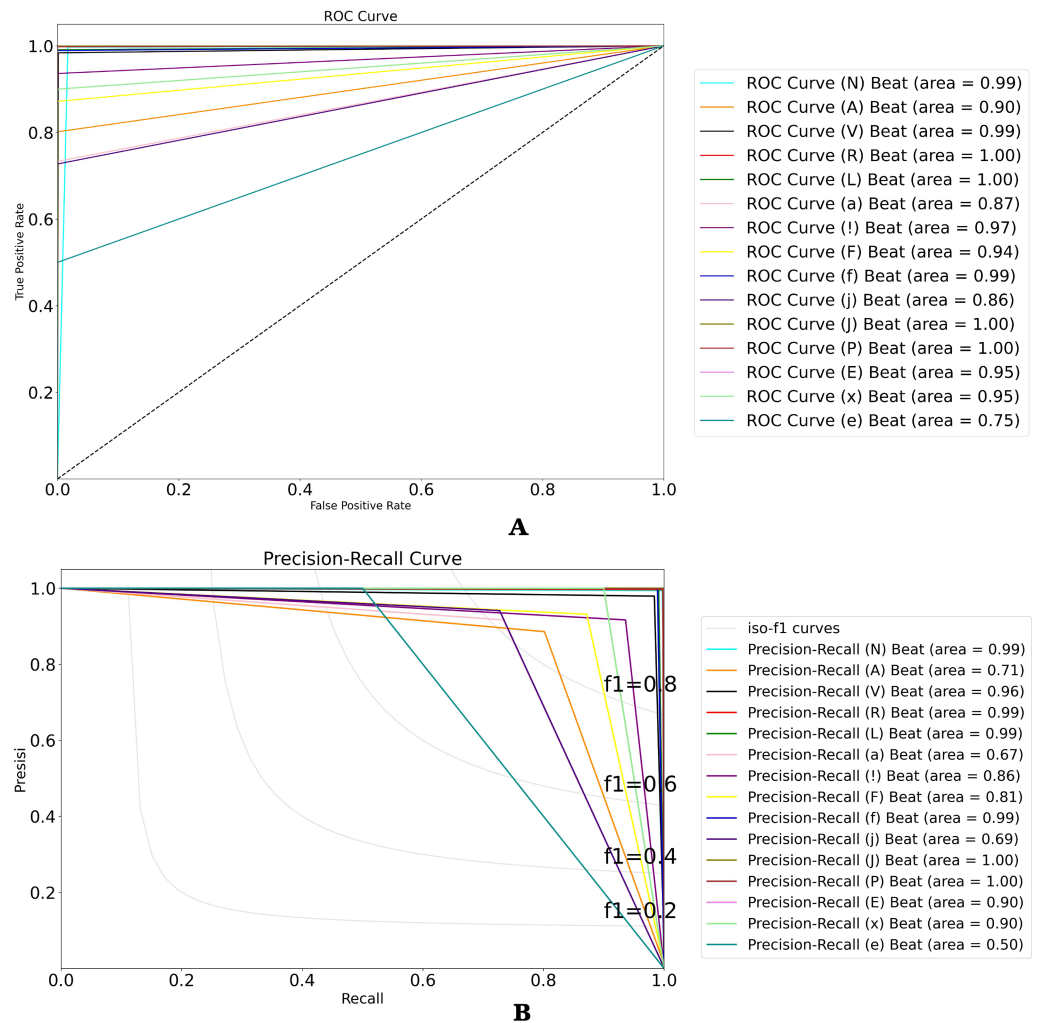 ROC Curve
1.0
0.8
0.6
0.4
0.2
True Positive Rate
0.0
0.2
0.4
0.6
0.8
1.0
False Positive Rate
ROC Curve (N) Beat (area = 0.99)
ROC Curve (A) Beat (area = 0.90)
ROC Curve (V) Beat (area = 0.99)
ROC Curve (R) Beat (area = 1.00)
ROC Curve (L) Beat (area = 1.00)
ROC Curve (a) Beat (area = 0.87)
ROC Curve (!) Beat (area = 0.97)
ROC Curve (F) Beat (area = 0.94)
ROC Curve (f) Beat (area = 0.99)
ROC Curve (j) Beat (area = 0.86)
ROC Curve (J) Beat (area = 1.00)
ROC Curve (P) Beat (area = 1.00)
ROC Curve (E) Beat (area = 0.95)
ROC Curve (x) Beat (area = 0.95)
ROC Curve (e) Beat (area = 0.75)
A
Precision-Recall Curve
1.0
0.8
0.6
0.4
0.2
Presisi
f1=0.8
f1=0.6
f1=0.4
f1=0.2
0.0
0.2
0.4
0.6
0.8
1.0
Recall
iso-f1 curves
Precision-Recall (N) Beat (area = 0.99)
Precision-Recall (A) Beat (area = 0.71)
Precision-Recall (V) Beat (area = 0.96)
Precision-Recall (R) Beat (area = 0.99)
Precision-Recall (L) Beat (area = 0.99)
Precision-Recall (a) Beat (area = 0.67)
Precision-Recall (!) Beat (area = 0.86)
Precision-Recall (F) Beat (area = 0.81)
Precision-Recall (f) Beat (area = 0.99)
Precision-Recall (j) Beat (area = 0.69)
Precision-Recall (J) Beat (area = 1.00)
Precision-Recall (P) Beat (area = 1.00)
Precision-Recall (E) Beat (area = 0.90)
Precision-Recall (x) Beat (area = 0.90)
Precision-Recall (e) Beat (area = 0.50)
B